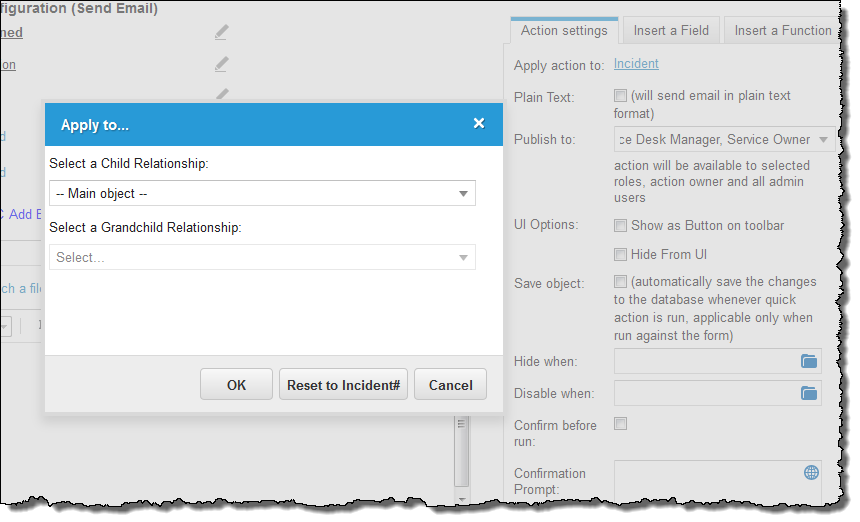 figuration (Send Email)
ned
on
d
d
C Add E
ch a file
Action settings
Insert a Field
Insert a Function
Apply action to: Incident
Plain Text: (will send email in plain text
format)
Publish to: ce Desk Manager, Service Owner
action will be available to selected
roles, action owner and all admin
users
UI Options: Show as Button on toolbar
Hide From UI
Save object: (automatically save the changes
to the database whenever quick
action is run, applicable only when
run against the form)
Hide when:
Disable when:
Confirm before
run:
Confirmation
Prompt:
Apply to...
Select a Child Relationship:
-- Main object --
Select a Grandchild Relationship:
Select...
OK
Reset to Incident#
Cancel